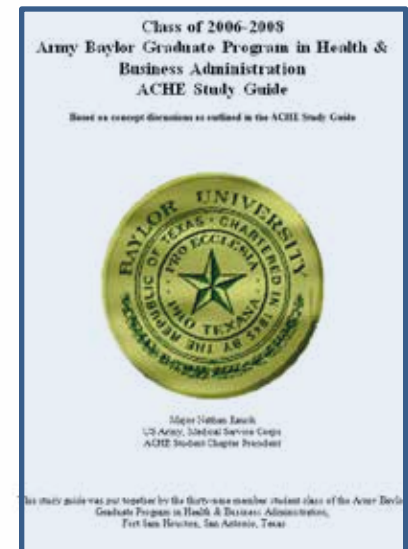 Class of 2006-2008
Army Baylor Graduate Program in Health &
Business Administration
ACHE Study Guide
Based on concept discussions as outlined in the ACHE Study Guide
BAYLOR UNIVERSITY
CHARTERED IN 1845 BY THE REPUBLIC OF TEXAS
PRO ECCLESIA
PRO TEXANA
Major Nathan
US Army, Medical Service Corps
ACHE Student Chapter President
This study guide was put together by the thirty-nine member student class of the Army Baylor
Graduate Program in Health & Business Administration,
Fort Sam Houston, San Antonio, Texas